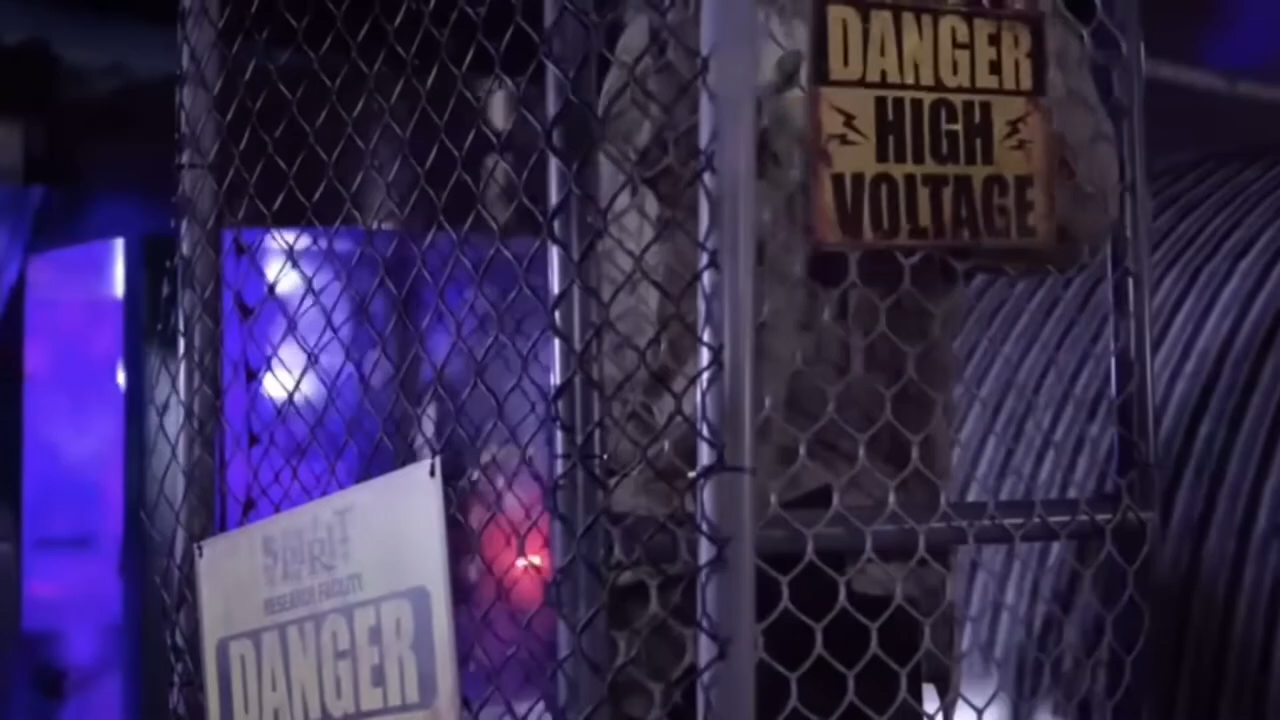 DANGER
HIGH
VOLTAGE
SPIRIT
RESEARCH FACILITY
DANGER